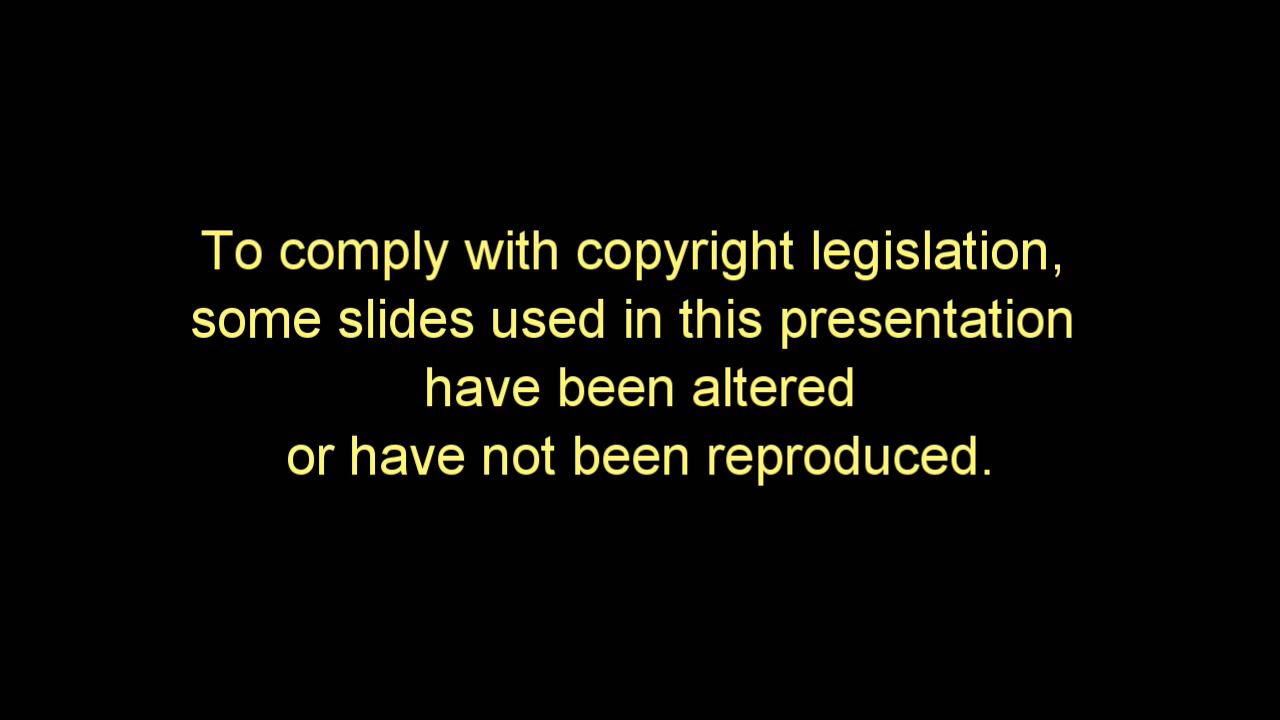 To comply with copyright legislation,
some slides used in this presentation
have been altered
or have not been reproduced.